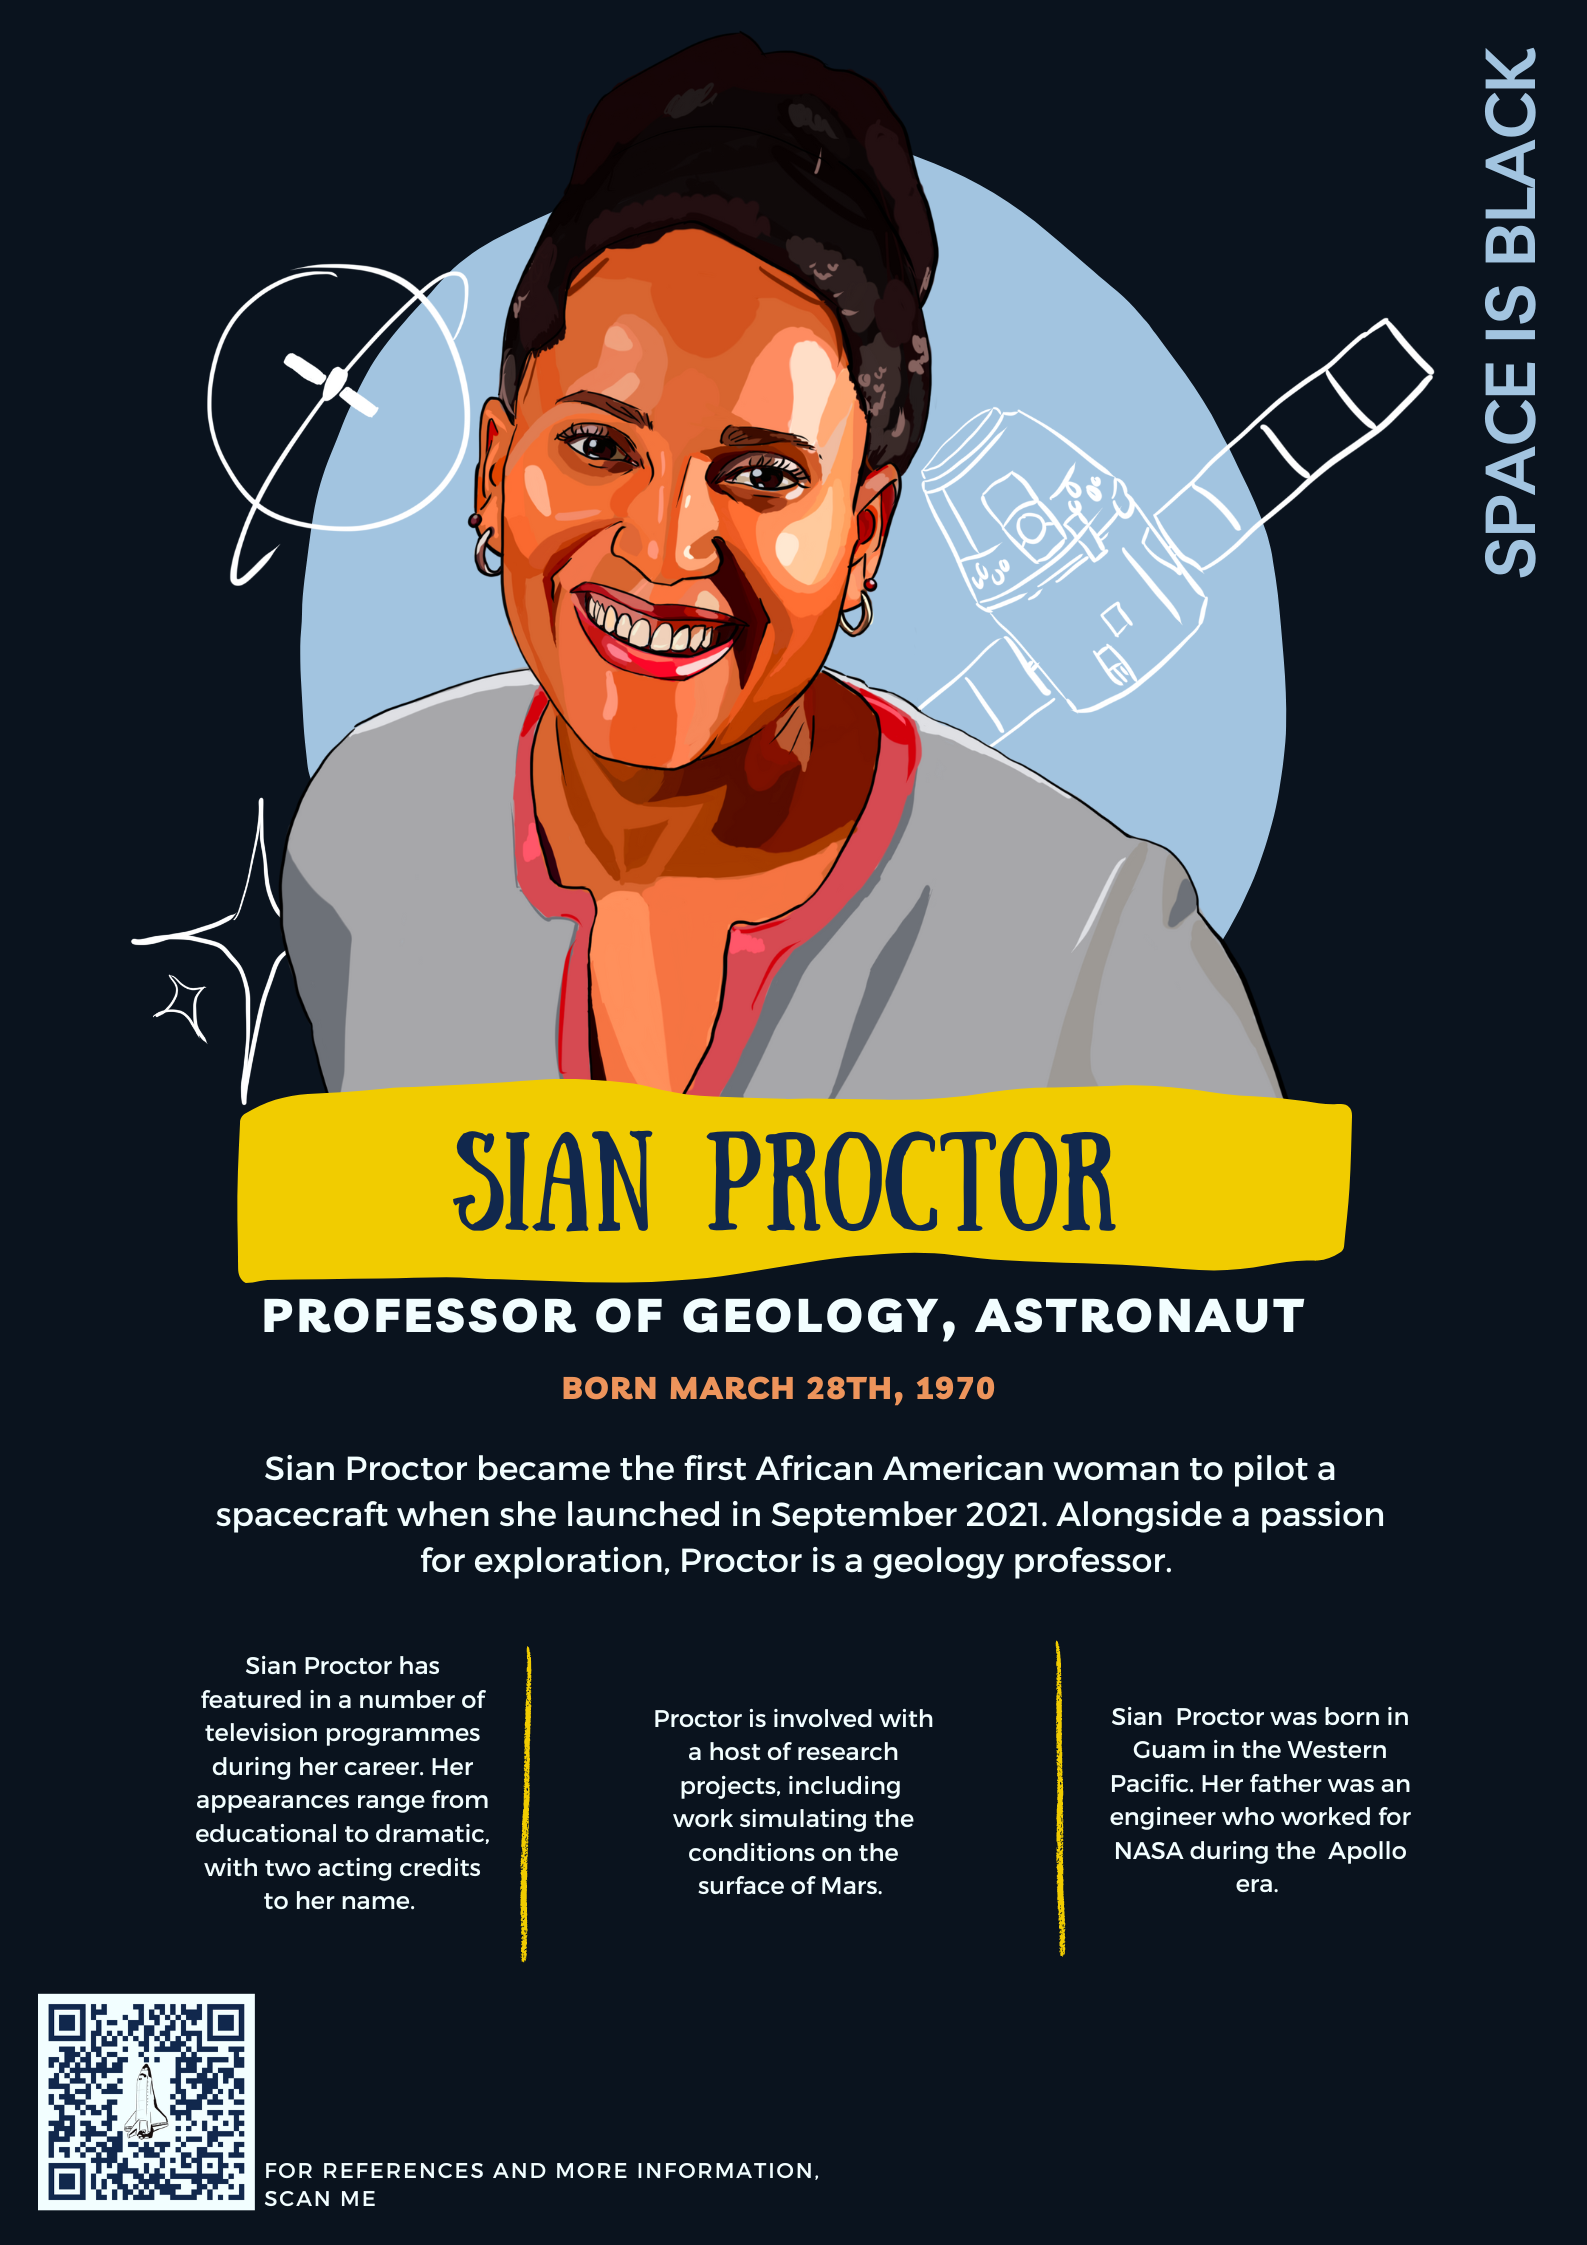 SPACE IS BLACK
SIAN PROCTOR
PROFESSOR OF GEOLOGY, ASTRONAUT
BORN MARCH 28TH, 1970
Sian Proctor became the first African American woman to pilot a
spacecraft when she launched in September 2021. Alongside a passion
for exploration, Proctor is a geology professor.
Sian Proctor has
featured in a number of
television programmes
during her career. Her
appearances range from
educational to dramatic,
with two acting credits
to her name.
Proctor is involved with
a host of research
projects, including
work simulating the
conditions on the
surface of Mars.
Sian  Proctor was born in
Guam in the Western
Pacific. Her father was an
engineer who worked for
NASA during the  Apollo
era.
FOR REFERENCES AND MORE INFORMATION,
SCAN ME